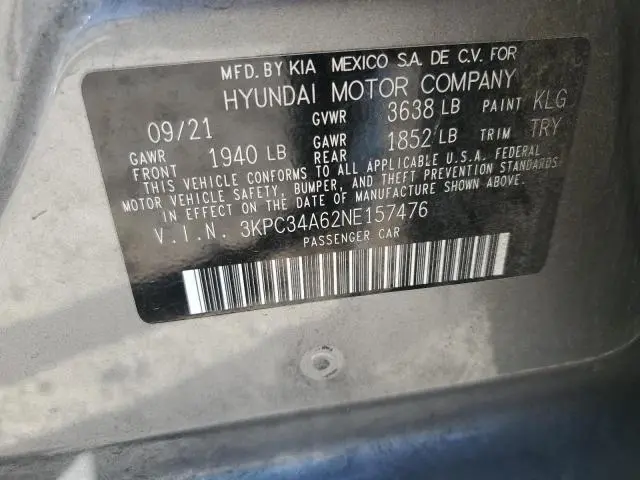 MFD. BY KIA MEXICO S.A. DE C.V. FOR
HYUNDAI MOTOR COMPANY
09/21 GVWR 3638 LB PAINT KLG
GAWR FRONT 1940 LB GAWR REAR 1852 LB TRIM TRY
THIS VEHICLE CONFORMS TO ALL APPLICABLE U.S.A. FEDERAL
MOTOR VEHICLE SAFETY, BUMPER, AND THEFT PREVENTION STANDARDS
IN EFFECT ON THE DATE OF MANUFACTURE SHOWN ABOVE.
V.I.N. 3KPC34A62NE157476
PASSENGER CAR